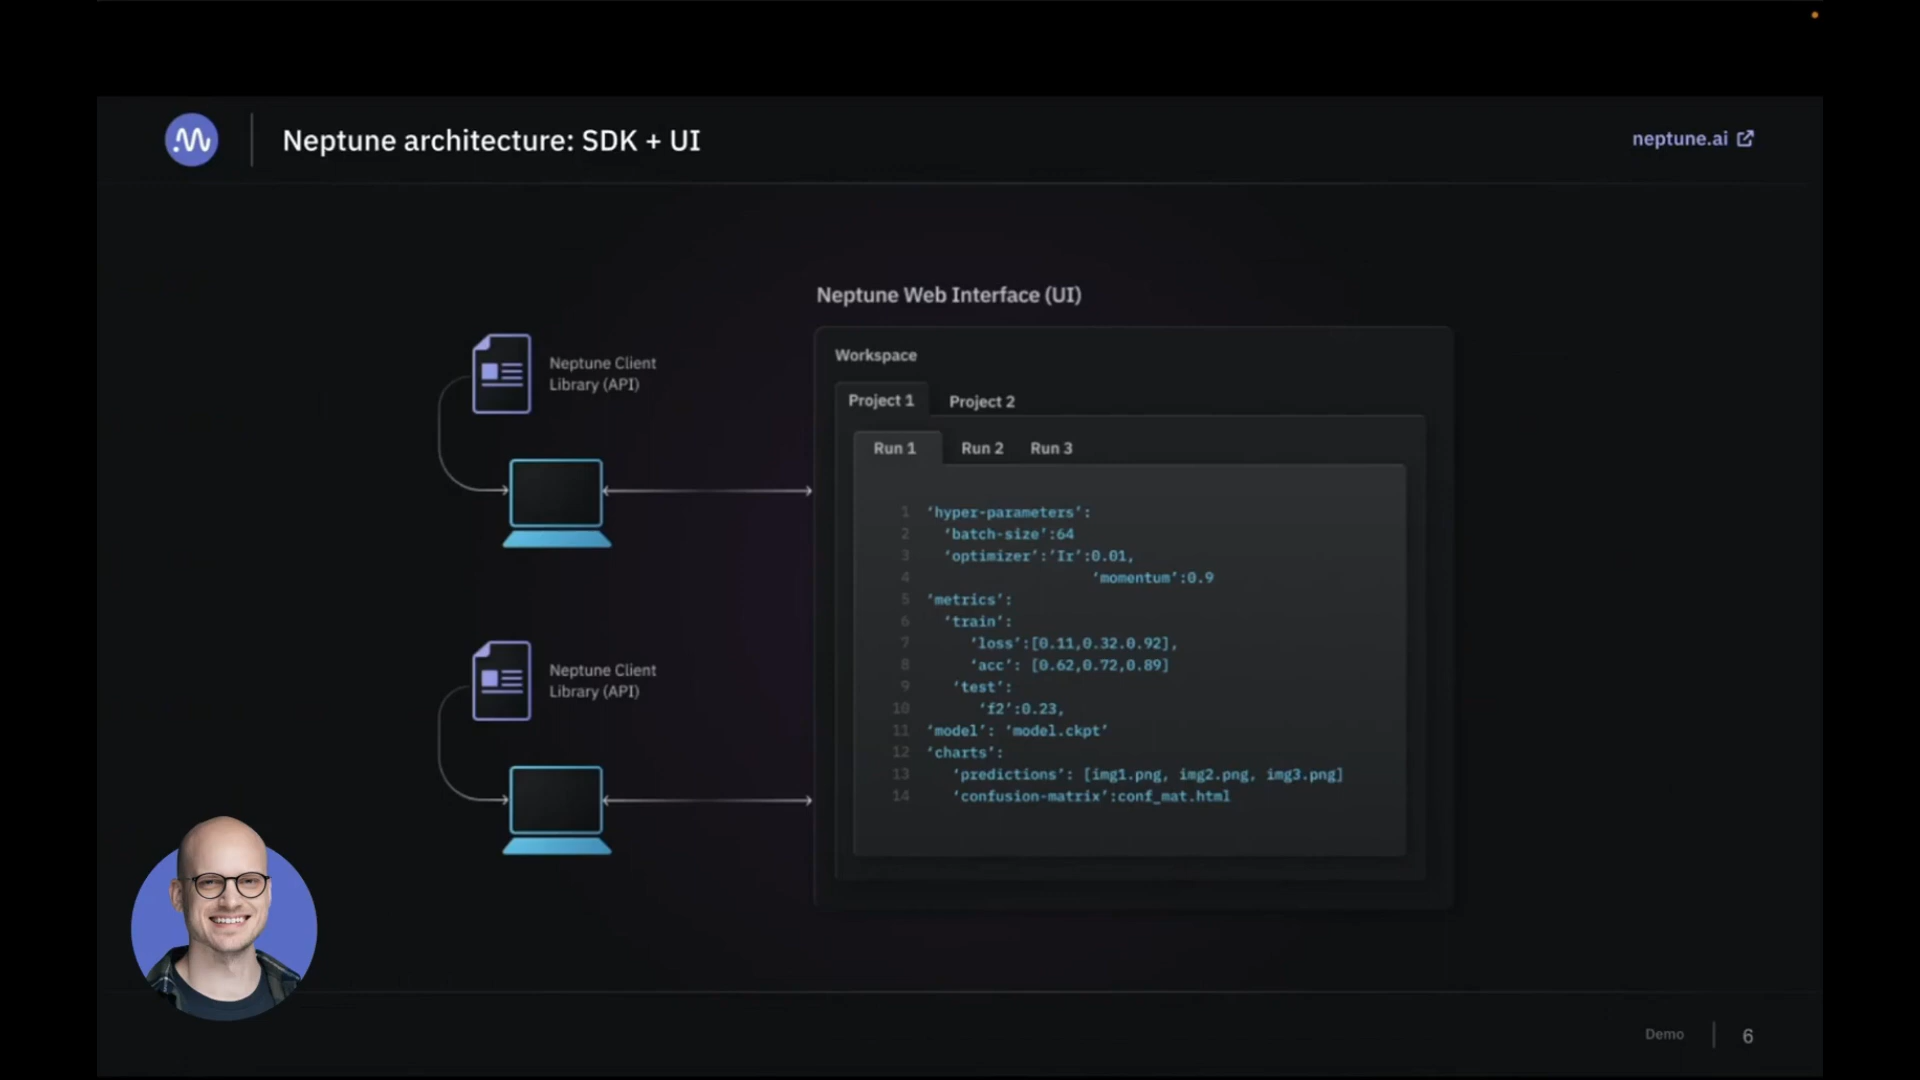 Neptune architecture: SDK + UI
neptune.ai
Neptune Web Interface (UI)
Neptune Client
Library (API)
Workspace
Project 1 Project 2
Run 1 Run 2 Run 3
1 ‘hyper-parameters’:
2 ‘batch-size’:64
3 ‘optimizer’:’Ir’:0.01,
4 ‘momentum’:0.9
5 ‘metrics’:
6 ‘train’:
7 ‘loss’:[0.11,0.32.0.92],
8 ‘acc’: [0.62,0.72,0.89]
9 ‘test’:
10 ‘f2’:0.23,
11 ‘model’: ‘model.ckpt’
12 ‘charts’:
13 ‘predictions’: [img1.png, img2.png, img3.png]
14 ‘confusion-matrix’:conf_mat.html
Neptune Client
Library (API)
Demo 6